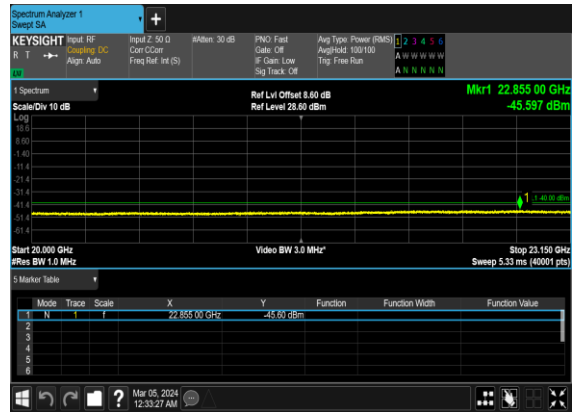 Spectrum Analyzer 1
Swept SA
KEYSIGHT Input: RF Input Z: 50 Ω #Atten: 30 dB PNO: Fast Avg Type: Power (RMS) 1 2 3 4 5 6
R T Coupling: DC Corr CCorr Gate: Off Avg|Hold: 100/100 A W W W W W
Align: Auto Freq Ref: Int (S) IF Gain: Low Trig: Free Run
Sig Track: Off A N N N N N
1 Spectrum Ref Lvl Offset 8.60 dB Mkr1 22.855 00 GHz
Scale/Div 10 dB Ref Level 28.60 dBm -45.597 dBm
Log
18.6
8.60
-1.40
-11.4
-21.4
-31.4
-41.4 1 -40.00 dBm
-51.4
-61.4
Start 20.000 GHz Video BW 3.0 MHz* Stop 23.150 GHz
#Res BW 1.0 MHz Sweep 5.33 ms (40001 pts)
5 Marker Table
Mode Trace Scale X Y Function Function Width Function Value
1 N 1 f 22.855 00 GHz -45.60 dBm
2
3
4
5
6
Mar 05, 2024
12:33:27 AM